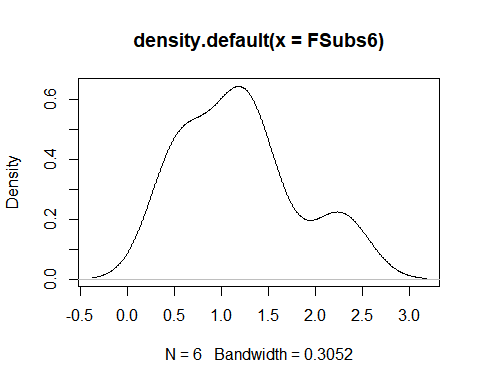 density.default(x = FSubs6)
Density
0.0 0.2 0.4 0.6
-0.5 0.0 0.5 1.0 1.5 2.0 2.5 3.0
N = 6 Bandwidth = 0.3052